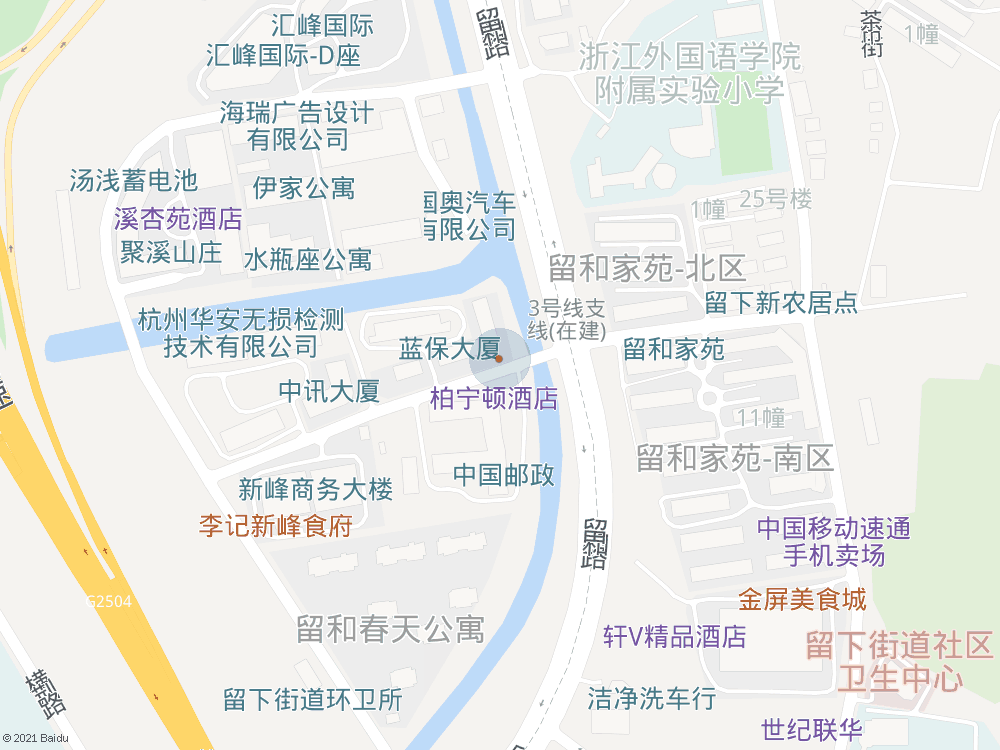 汇峰国际
汇峰国际-D座
留和路
茶市街
1幢
浙江外国语学院
附属实验小学
海瑞广告设计
有限公司
汤浅蓄电池
伊家公寓
国奥汽车
有限公司
25号楼
1幢
溪杏苑酒店
聚溪山庄
水瓶座公寓
留和家苑-北区
3号线支
线(在建)
留下新农居点
杭州华安无损检测
技术有限公司
蓝保大厦
留和家苑
中讯大厦
柏宁顿酒店
11幢
留和家苑-南区
中国邮政
新峰商务大楼
李记新峰食府
留和路
中国移动速通
手机卖场
G2504
金屏美食城
留和春天公寓
轩V精品酒店
留下街道社区
卫生中心
横一路
留下街道环卫所
洁净洗车行
世纪联华
© 2021 Baidu